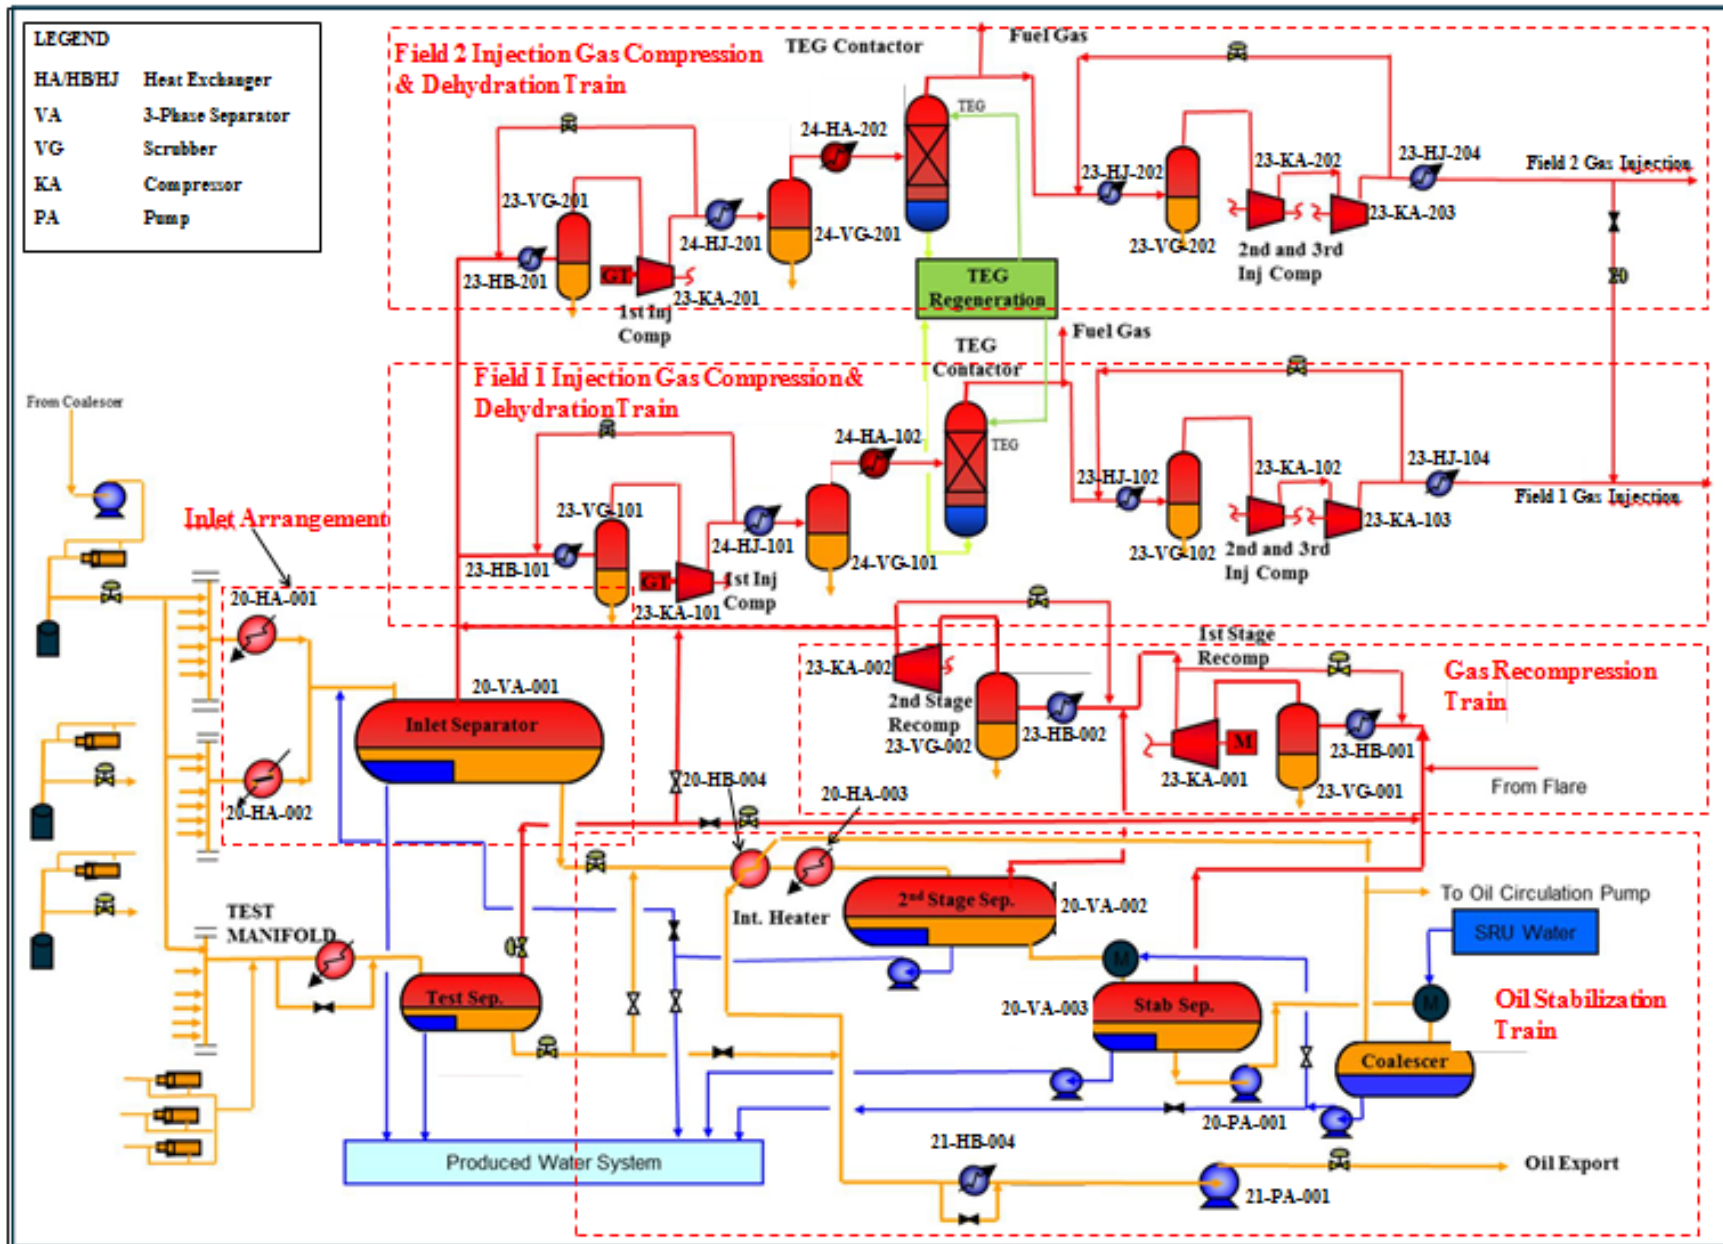 LEGEND
HA/HB/HJ Heat Exchanger
VA 3-Phase Separator
VG Scrubber
KA Compressor
PA Pump
Field 2 Injection Gas Compression
& Dehydration Train
TEG Contactor
Fuel Gas
TEG
24-HA-202
23-VG-201
24-HJ-201
24-VG-201
23-HB-201
GT
23-KA-201
1st Inj
Comp
23-HJ-202
23-VG-202
23-KA-202
23-HJ-204
23-KA-203
2nd and 3rd
Inj Comp
Field 2 Gas Injection
TEG
Regeneration
Fuel Gas
TEG
Contactor
Field 1 Injection Gas Compression &
Dehydration Train
From Coalescer
24-HA-102
TEG
23-VG-101
24-HJ-101
24-VG-101
23-HB-101
GT
23-KA-101
1st Inj
Comp
23-HJ-102
23-VG-102
23-KA-102
23-HJ-104
23-KA-103
2nd and 3rd
Inj Comp
Field 1 Gas Injection
Inlet Arrangement
20-HA-001
20-VA-001
Inlet Separator
20-HA-002
23-KA-002
2nd Stage
Recomp
23-VG-002
23-HB-002
1st Stage
Recomp
M
23-KA-001
23-HB-001
23-VG-001
Gas Recompression
Train
From Flare
20-HB-004
20-HA-003
Int. Heater
2nd Stage Sep.
20-VA-002
To Oil Circulation Pump
SRU Water
TEST
MANIFOLD
Test Sep.
M
20-VA-003
Stab Sep.
M
Oil Stabilization
Train
Coalescer
20-PA-001
Produced Water System
21-HB-004
21-PA-001
Oil Export